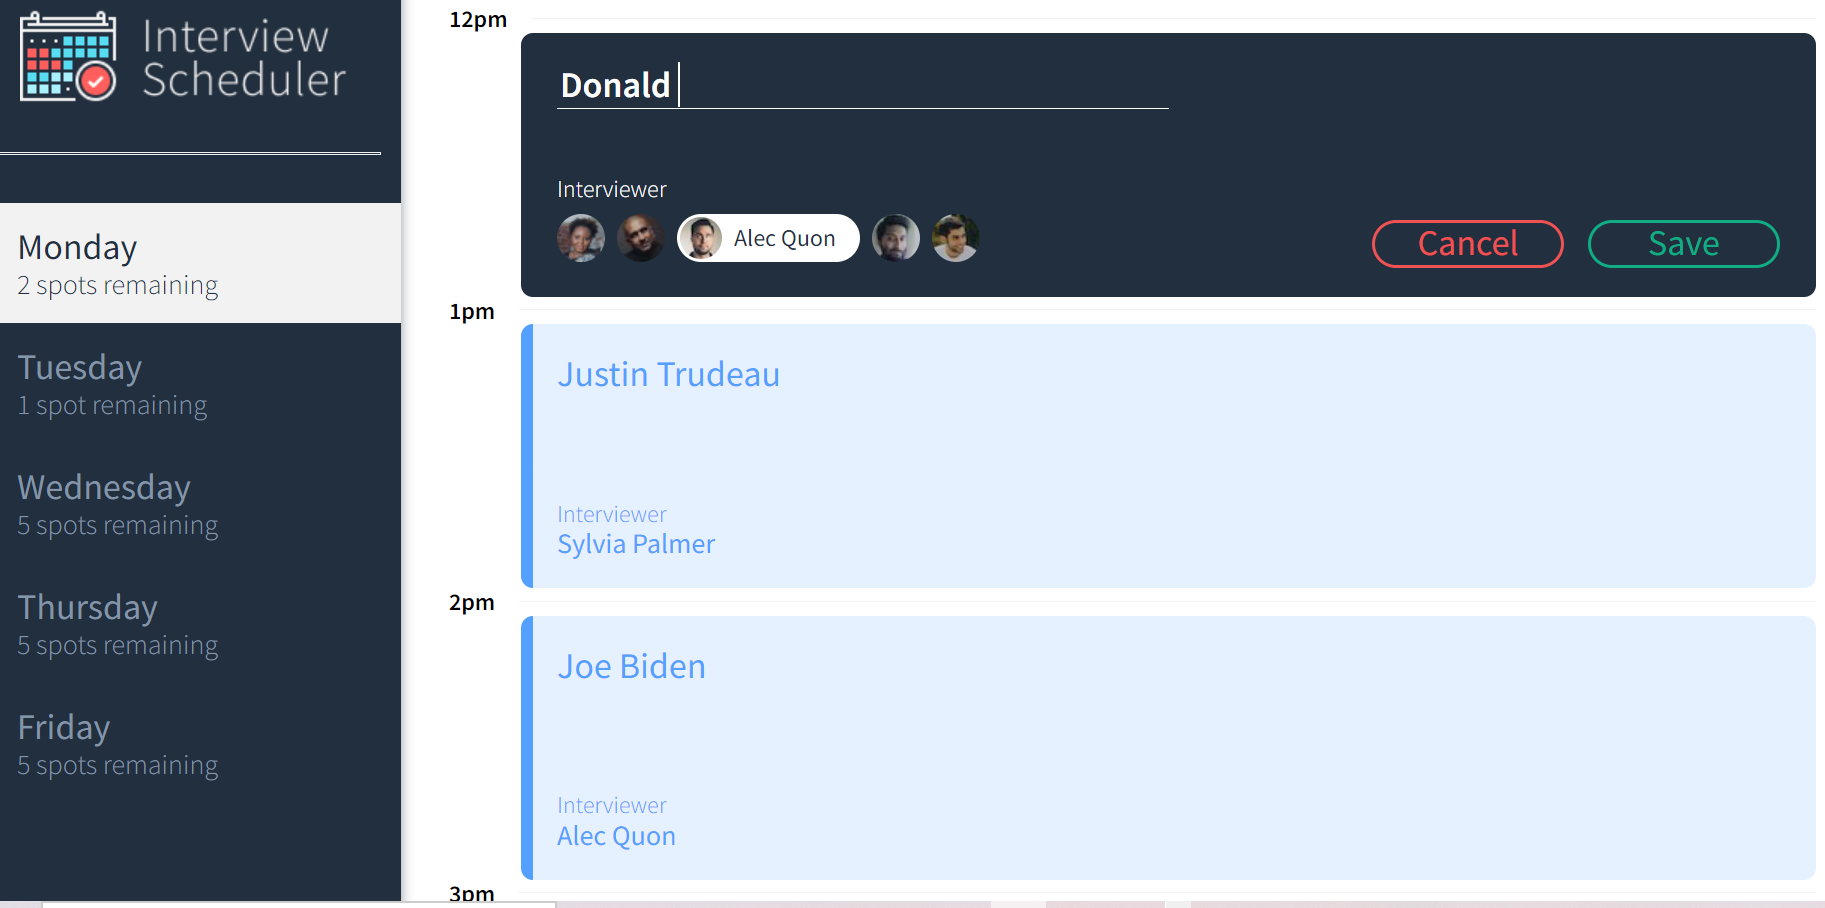 Interview
Scheduler
Monday
2 spots remaining
Tuesday
1 spot remaining
Wednesday
5 spots remaining
Thursday
5 spots remaining
Friday
5 spots remaining
12pm
Donald
Interviewer
Alec Quon
Cancel
Save
1pm
Justin Trudeau
Interviewer
Sylvia Palmer
2pm
Joe Biden
Interviewer
Alec Quon
3pm